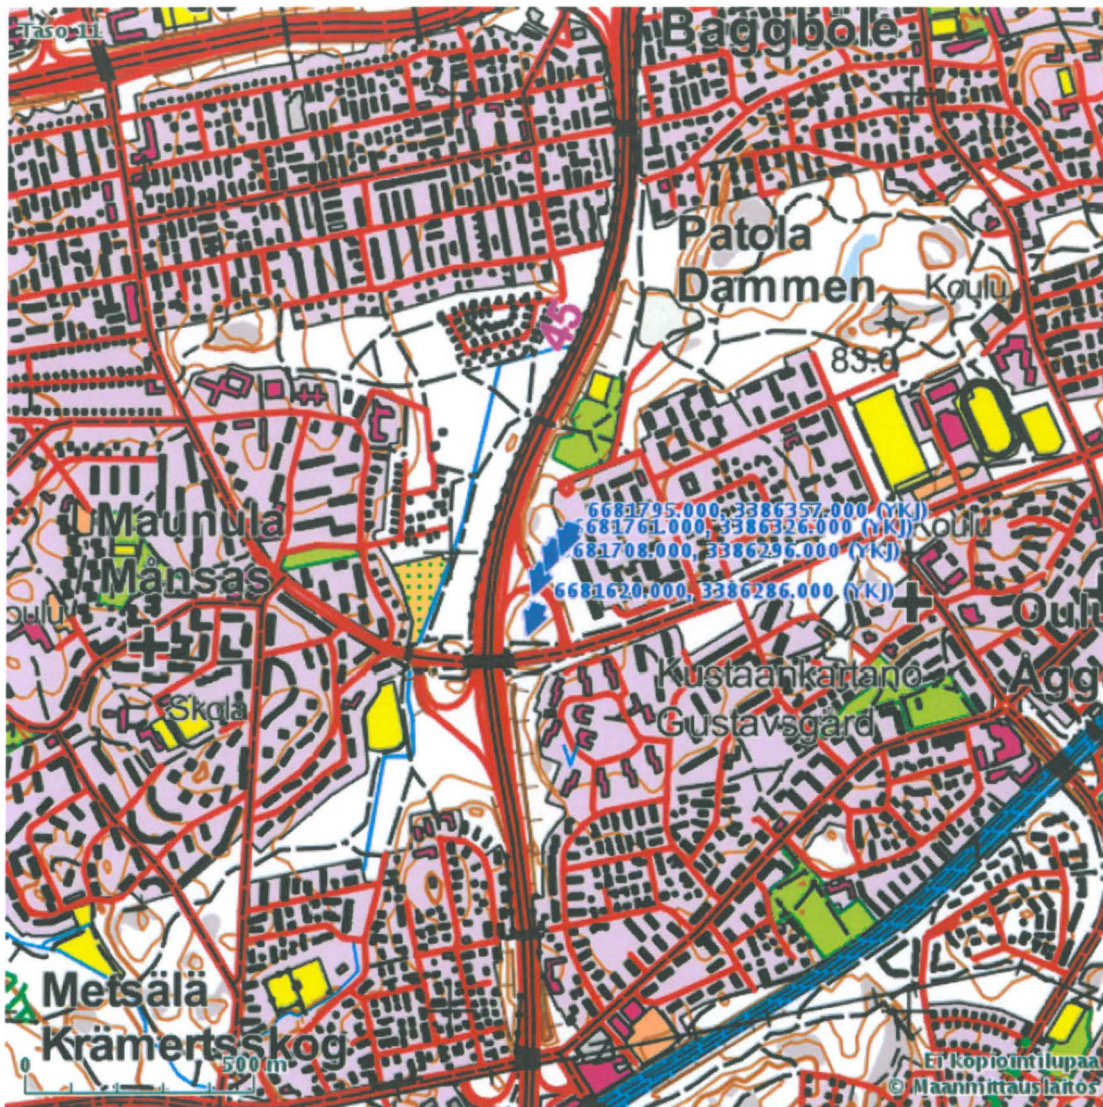 Taso 11
Baggböle
Patola
Dammen
Koulu
45
83.0
6681795.000, 3386357.000 (YKJ)
6681761.000, 3386326.000 (YKJ)
681708.000, 3386296.000 (YKJ)
Koulu
Maunula
/ Månsas
6681620.000, 3386286.000 (YKJ)
oulu
Oulu
Kustaankartano
Gustavsgård
Ågg
Skola
Metsälä
Krämertsskog
0 500 m
Ei kopiointilupaa
© Maanmittauslaitos